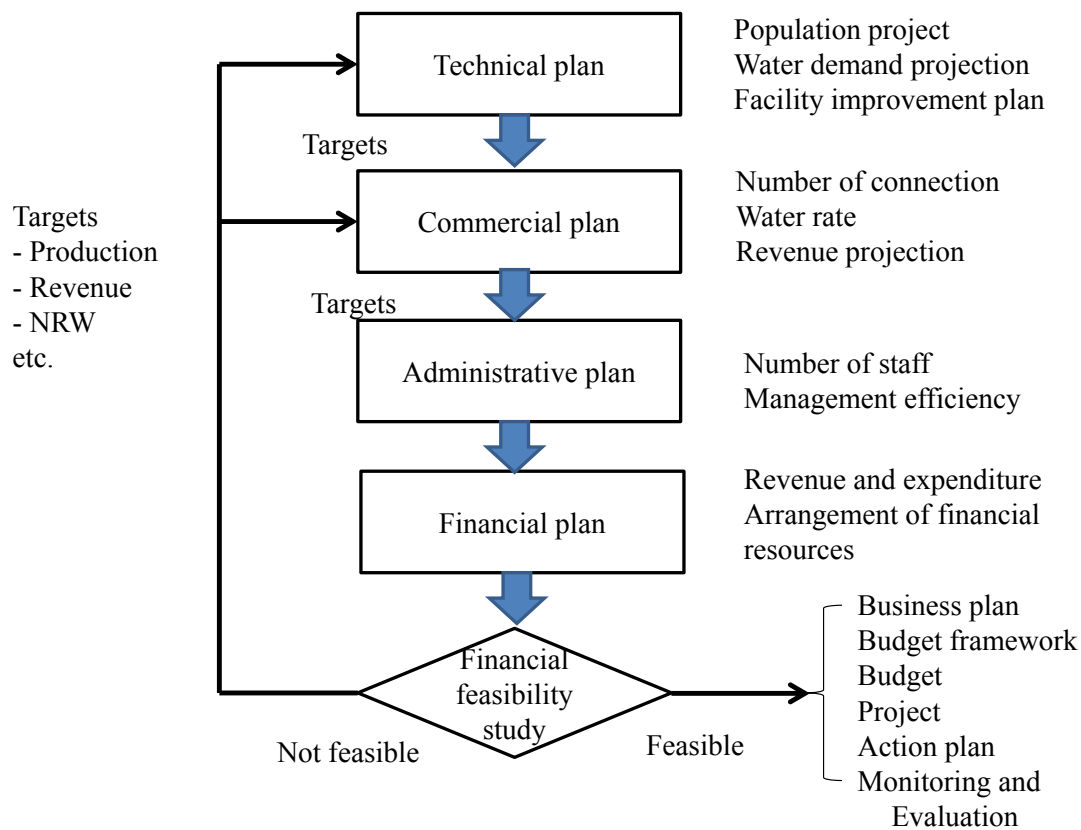 Technical plan
Population project
Water demand projection
Facility improvement plan
Targets
Commercial plan
Number of connection
Water rate
Revenue projection
Targets
- Production
- Revenue
- NRW
etc.
Targets
Administrative plan
Number of staff
Management efficiency
Financial plan
Revenue and expenditure
Arrangement of financial
resources
Financial
feasibility
study
Not feasible
Feasible
Business plan
Budget framework
Budget
Project
Action plan
Monitoring and
Evaluation